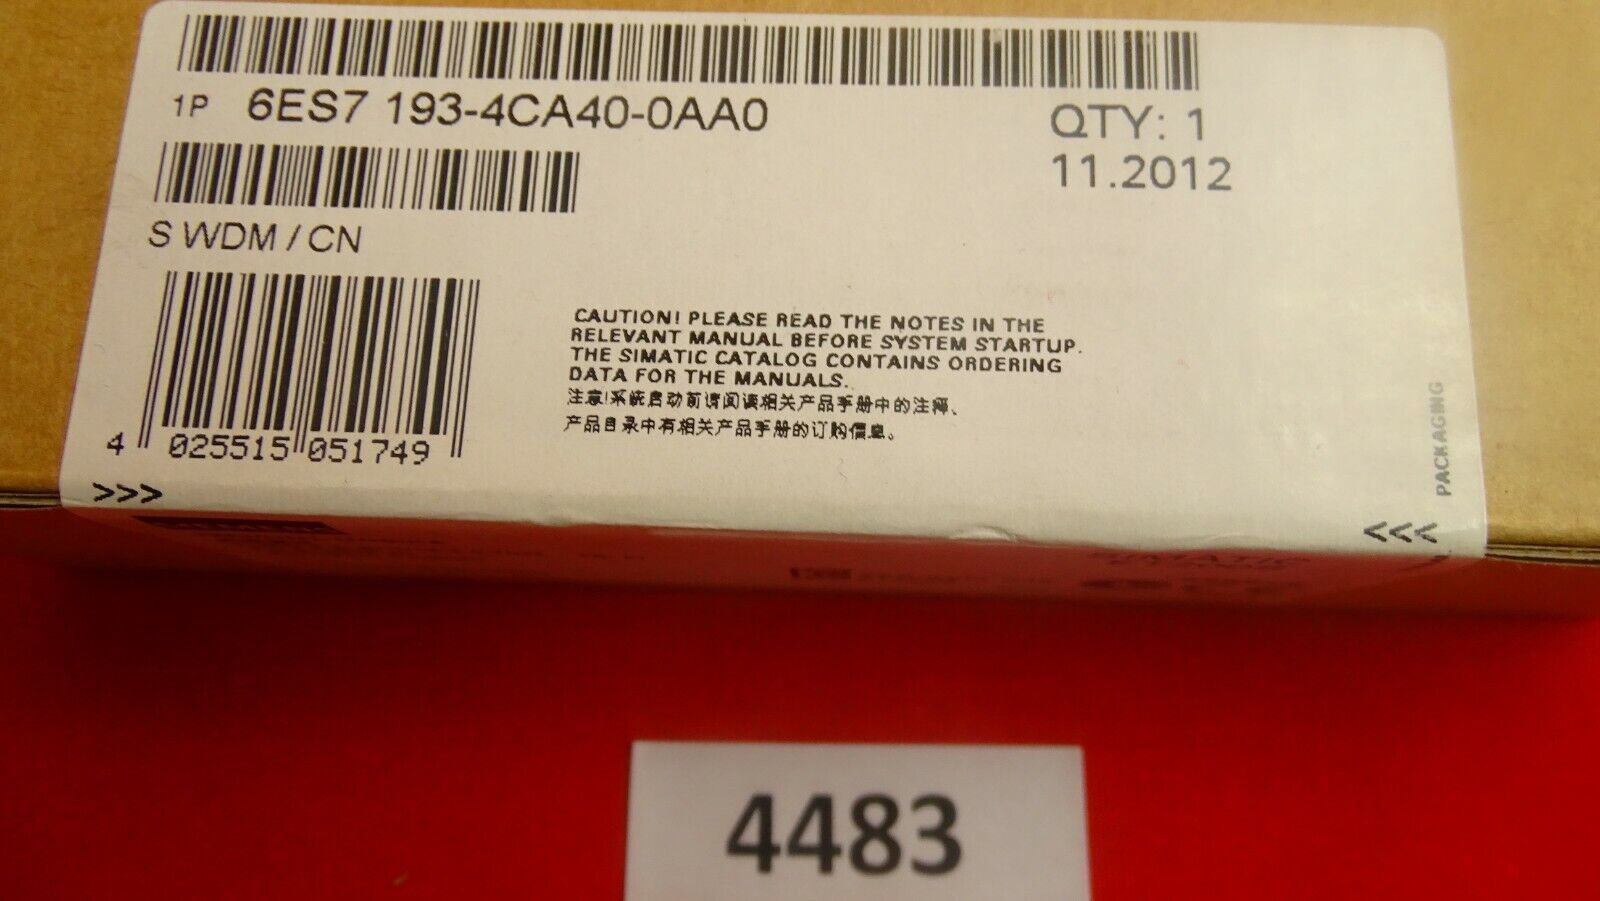 1P 6ES7 193-4CA40-0AA0
QTY: 1
11.2012
S WDM / CN
CAUTION! PLEASE READ THE NOTES IN THE
RELEVANT MANUAL BEFORE SYSTEM STARTUP.
THE SIMATIC CATALOG CONTAINS ORDERING
DATA FOR THE MANUALS.
注意!系统启动前请阅读相关产品手册中的注释、
产品目录中有相关产品手册的订购信息。
4 025515 051749
PACKAGING
>>>
<<<
SIMATIC
4483